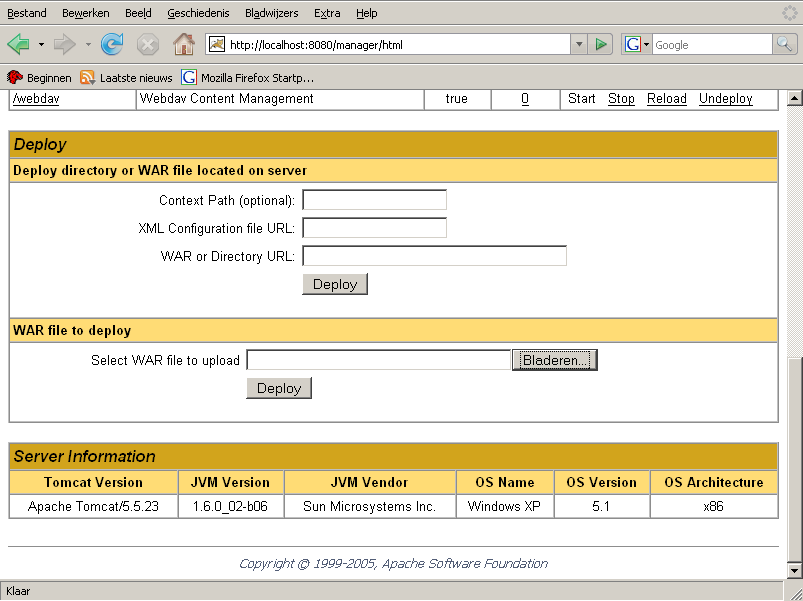 Bestand Bewerken Beeld Geschiedenis Bladwijzers Extra Help
http://localhost:8080/manager/html G Google
Beginnen Laatste nieuws G Mozilla Firefox Startp...
/webdav Webdav Content Management true 0 Start Stop Reload Undeploy
Deploy
Deploy directory or WAR file located on server
Context Path (optional):
XML Configuration file URL:
WAR or Directory URL:
Deploy
WAR file to deploy
Select WAR file to upload Bladeren...
Deploy
Server Information
Tomcat Version JVM Version JVM Vendor OS Name OS Version OS Architecture
Apache Tomcat/5.5.23 1.6.0_02-b06 Sun Microsystems Inc. Windows XP 5.1 x86
Copyright © 1999-2005, Apache Software Foundation
Klaar